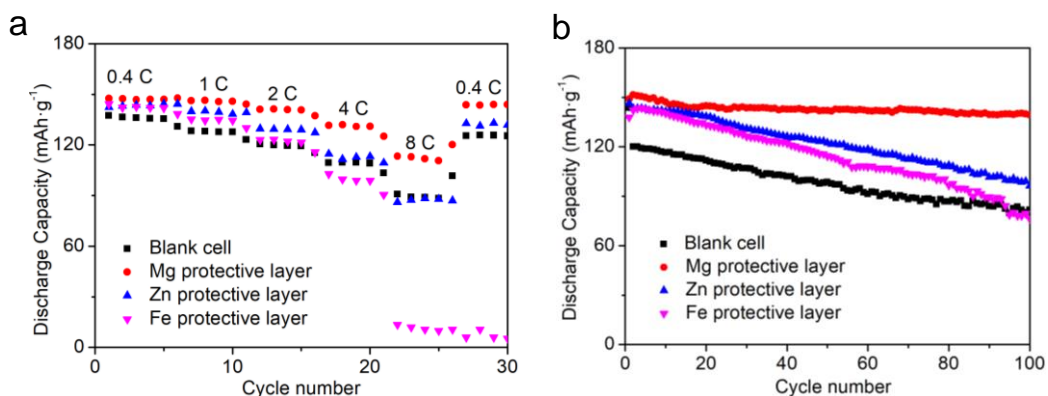 a
180
120
60
0
Discharge Capacity (mAh·g⁻¹)
0.4 C
1 C
2 C
4 C
8 C
0.4 C
Blank cell
Mg protective layer
Zn protective layer
Fe protective layer
0 10 20 30
Cycle number
b
180
120
60
0
Discharge Capacity (mAh·g⁻¹)
Blank cell
Mg protective layer
Zn protective layer
Fe protective layer
0 20 40 60 80 100
Cycle number